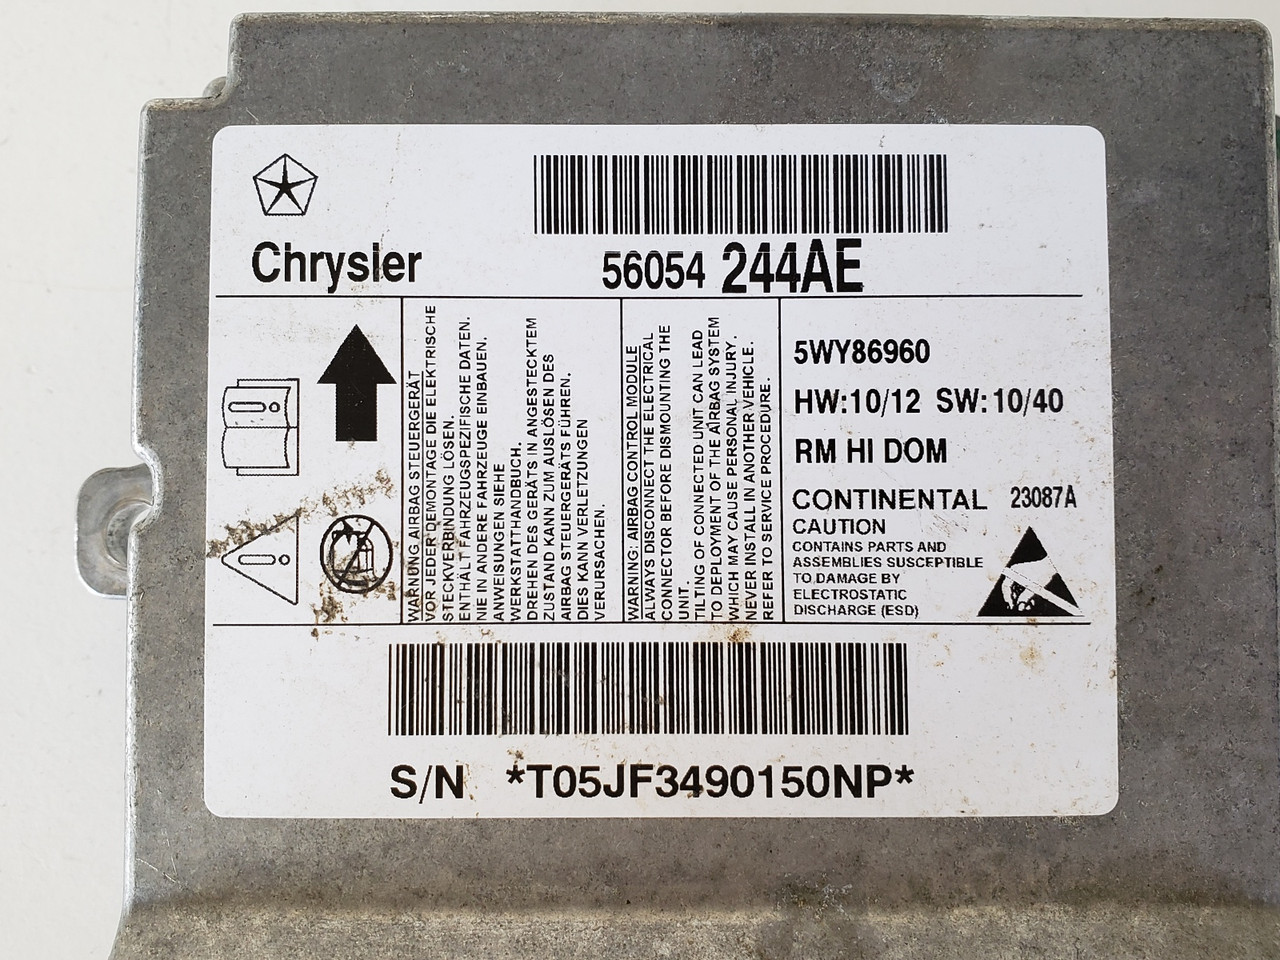 Chrysler
56054 244AE
WARNUNG AIRBAG STEUERGERÄT
VOR JEDER DEMONTAGE DIE ELEKTRISCHE
STECKVERBINDUNG LÖSEN.
ENTHÄLT FAHRZEUGSPEZIFISCHE DATEN.
NIE IN ANDERE FAHRZEUGE EINBAUEN.
ANWEISUNGEN SIEHE
WERKSTATTHANDBUCH.
DREHEN DES GERÄTS IN ANGESTECKTEM
ZUSTAND KANN ZUM AUSLÖSEN DES
AIRBAG STEUERGERÄTS FÜHREN.
DIES KANN VERLETZUNGEN
VERURSACHEN.
WARNING: AIRBAG CONTROL MODULE
ALWAYS DISCONNECT THE ELECTRICAL
CONNECTOR BEFORE DISMOUNTING THE
UNIT.
TILTING OF CONNECTED UNIT CAN LEAD
TO DEPLOYMENT OF THE AIRBAG SYSTEM
WHICH MAY CAUSE PERSONAL INJURY.
NEVER INSTALL IN ANOTHER VEHICLE.
REFER TO SERVICE PROCEDURE.
5WY86960
HW:10/12 SW:10/40
RM HI DOM
CONTINENTAL 23087A
CAUTION
CONTAINS PARTS AND
ASSEMBLIES SUSCEPTIBLE
TO DAMAGE BY
ELECTROSTATIC
DISCHARGE (ESD)
S/N *T05JF3490150NP*